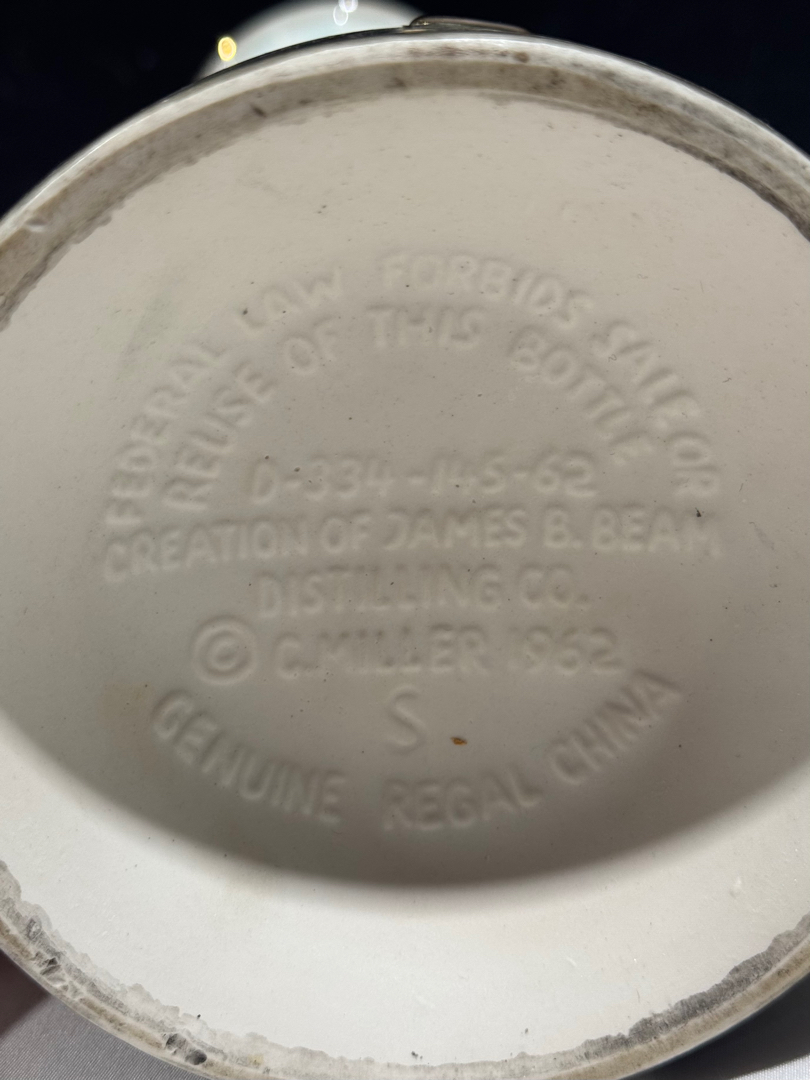 FEDERAL LAW FORBIDS SALE OR
REUSE OF THIS BOTTLE
D-334-145-62
CREATION OF JAMES B. BEAM
DISTILLING CO.
© C. MILLER 1962
S
GENUINE REGAL CHINA